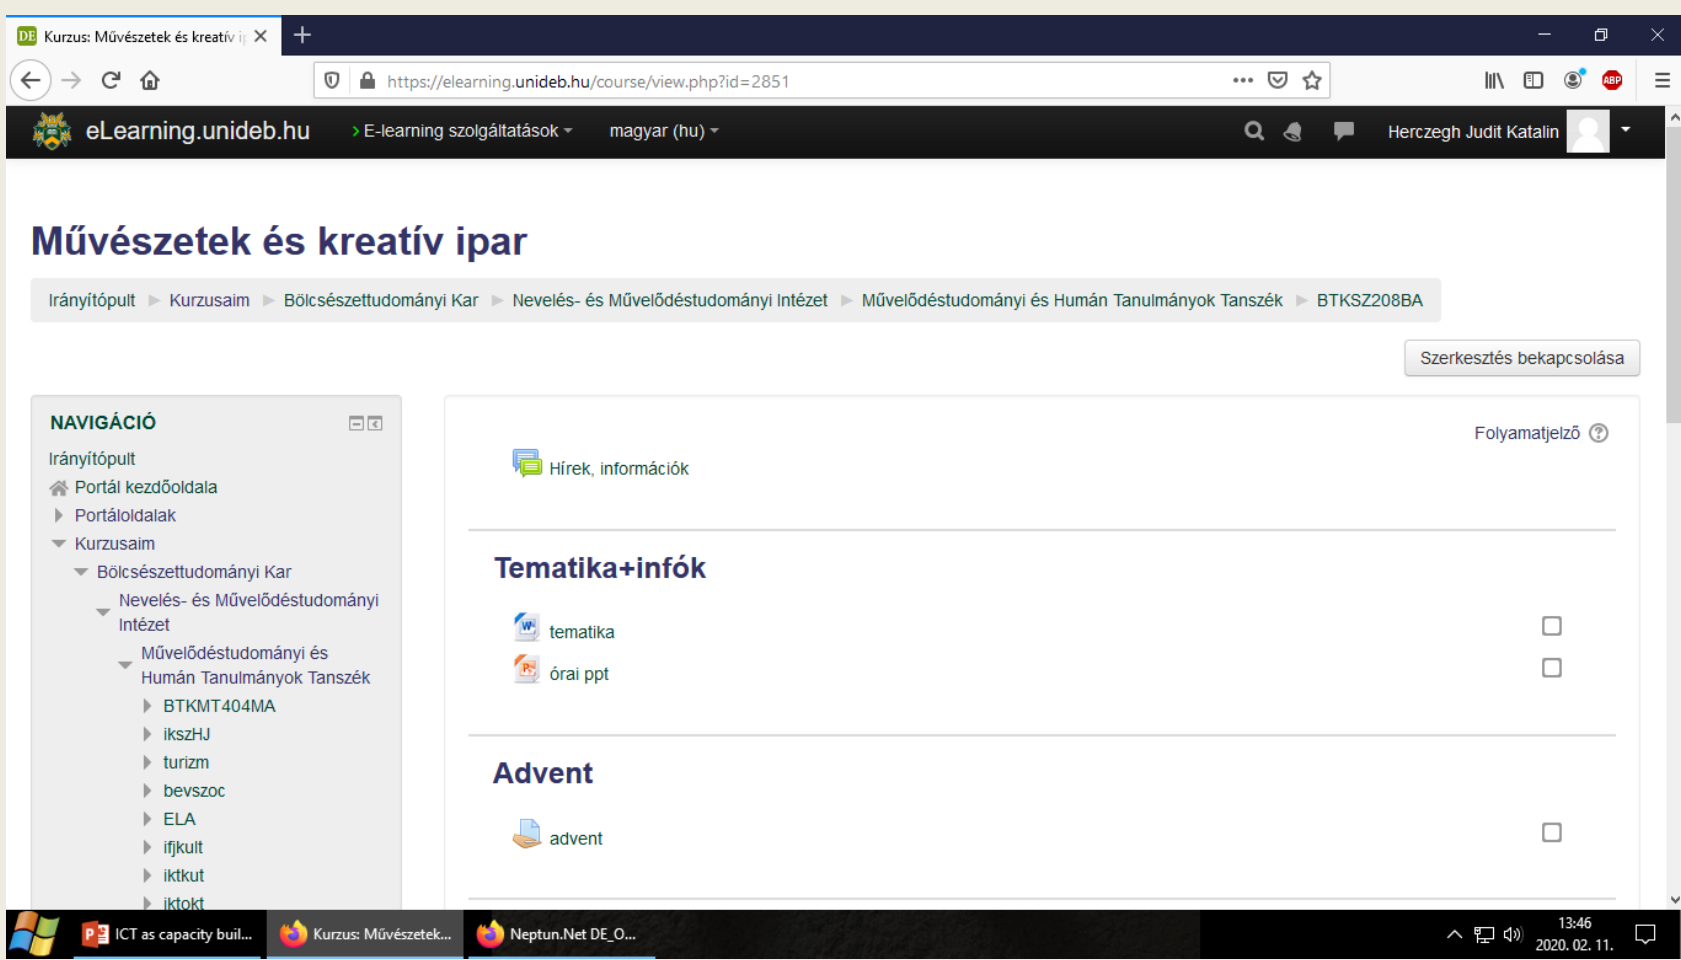 DE Kurzus: Művészetek és kreatív ip
https://elearning.unideb.hu/course/view.php?id=2851
ABP
eLearning.unideb.hu E-learning szolgáltatások magyar (hu) Herczegh Judit Katalin
Művészetek és kreatív ipar
Irányítópult Kurzusaim Bölcsészettudományi Kar Nevelés- és Művelődéstudományi Intézet Művelődéstudományi és Humán Tanulmányok Tanszék BTKSZ208BA
Szerkesztés bekapcsolása
NAVIGÁCIÓ
Irányítópult
Portál kezdőoldala
Portáloldalak
Kurzusaim
Bölcsészettudományi Kar
Nevelés- és Művelődéstudományi
Intézet
Művelődéstudományi és
Humán Tanulmányok Tanszék
BTKMT404MA
ikszHJ
turizm
bevszoc
ELA
ifjkult
iktkut
iktokt
Folyamatjelző ?
Hírek, információk
Tematika+infók
tematika
órai ppt
Advent
advent
ICT as capacity buil... Kurzus: Művészetek... Neptun.Net DE_O...
13:46
2020. 02. 11.